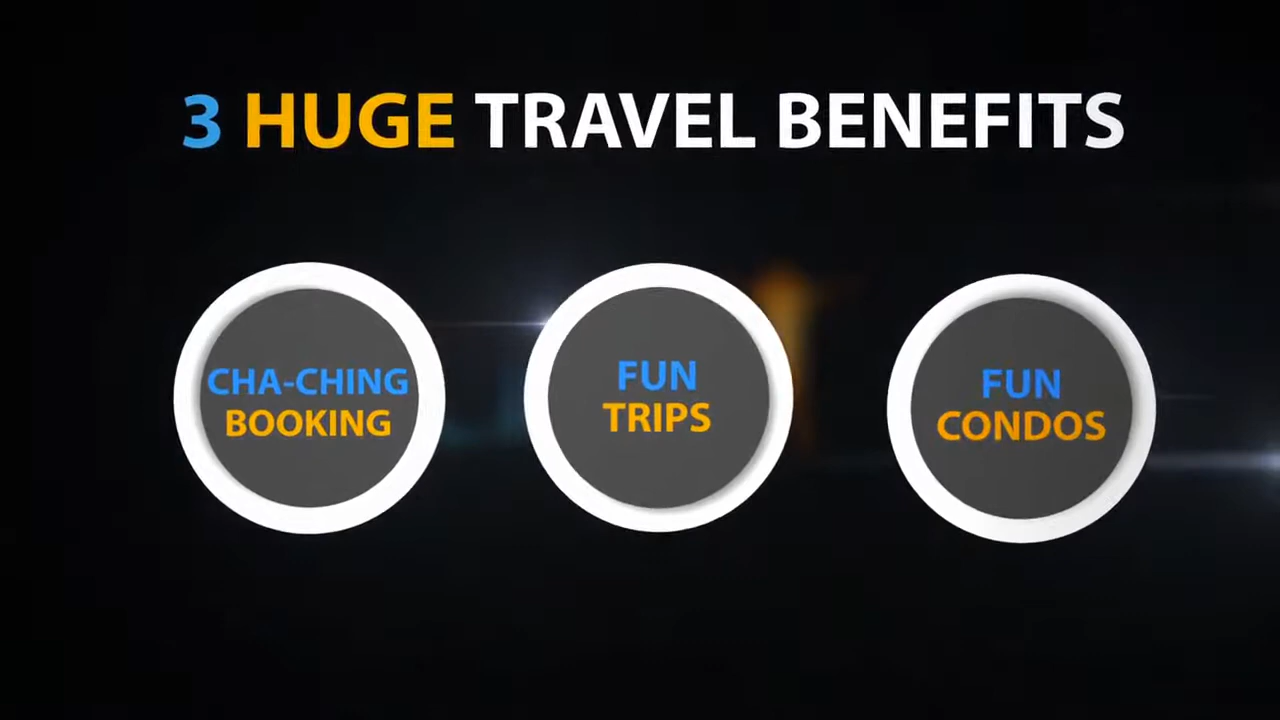 3 HUGE TRAVEL BENEFITS
CHA-CHING
BOOKING
FUN
TRIPS
FUN
CONDOS